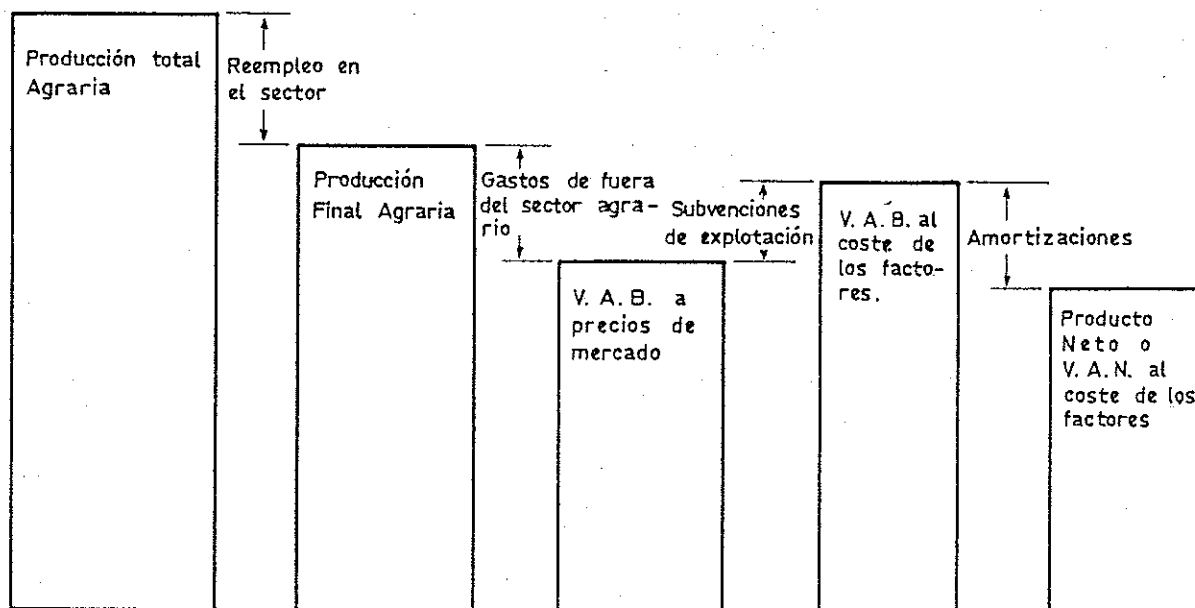 Producción total
Agraria
Reempleo en
el sector
Producción
Final Agraria
Gastos de fuera
del sector agra-
rio
V. A. B. a
precios de
mercado
Subvenciones
de explotación
V. A. B. al
coste de
los facto-
res.
Amortizaciones
Producto
Neto o
V. A. N. al
coste de los
factores